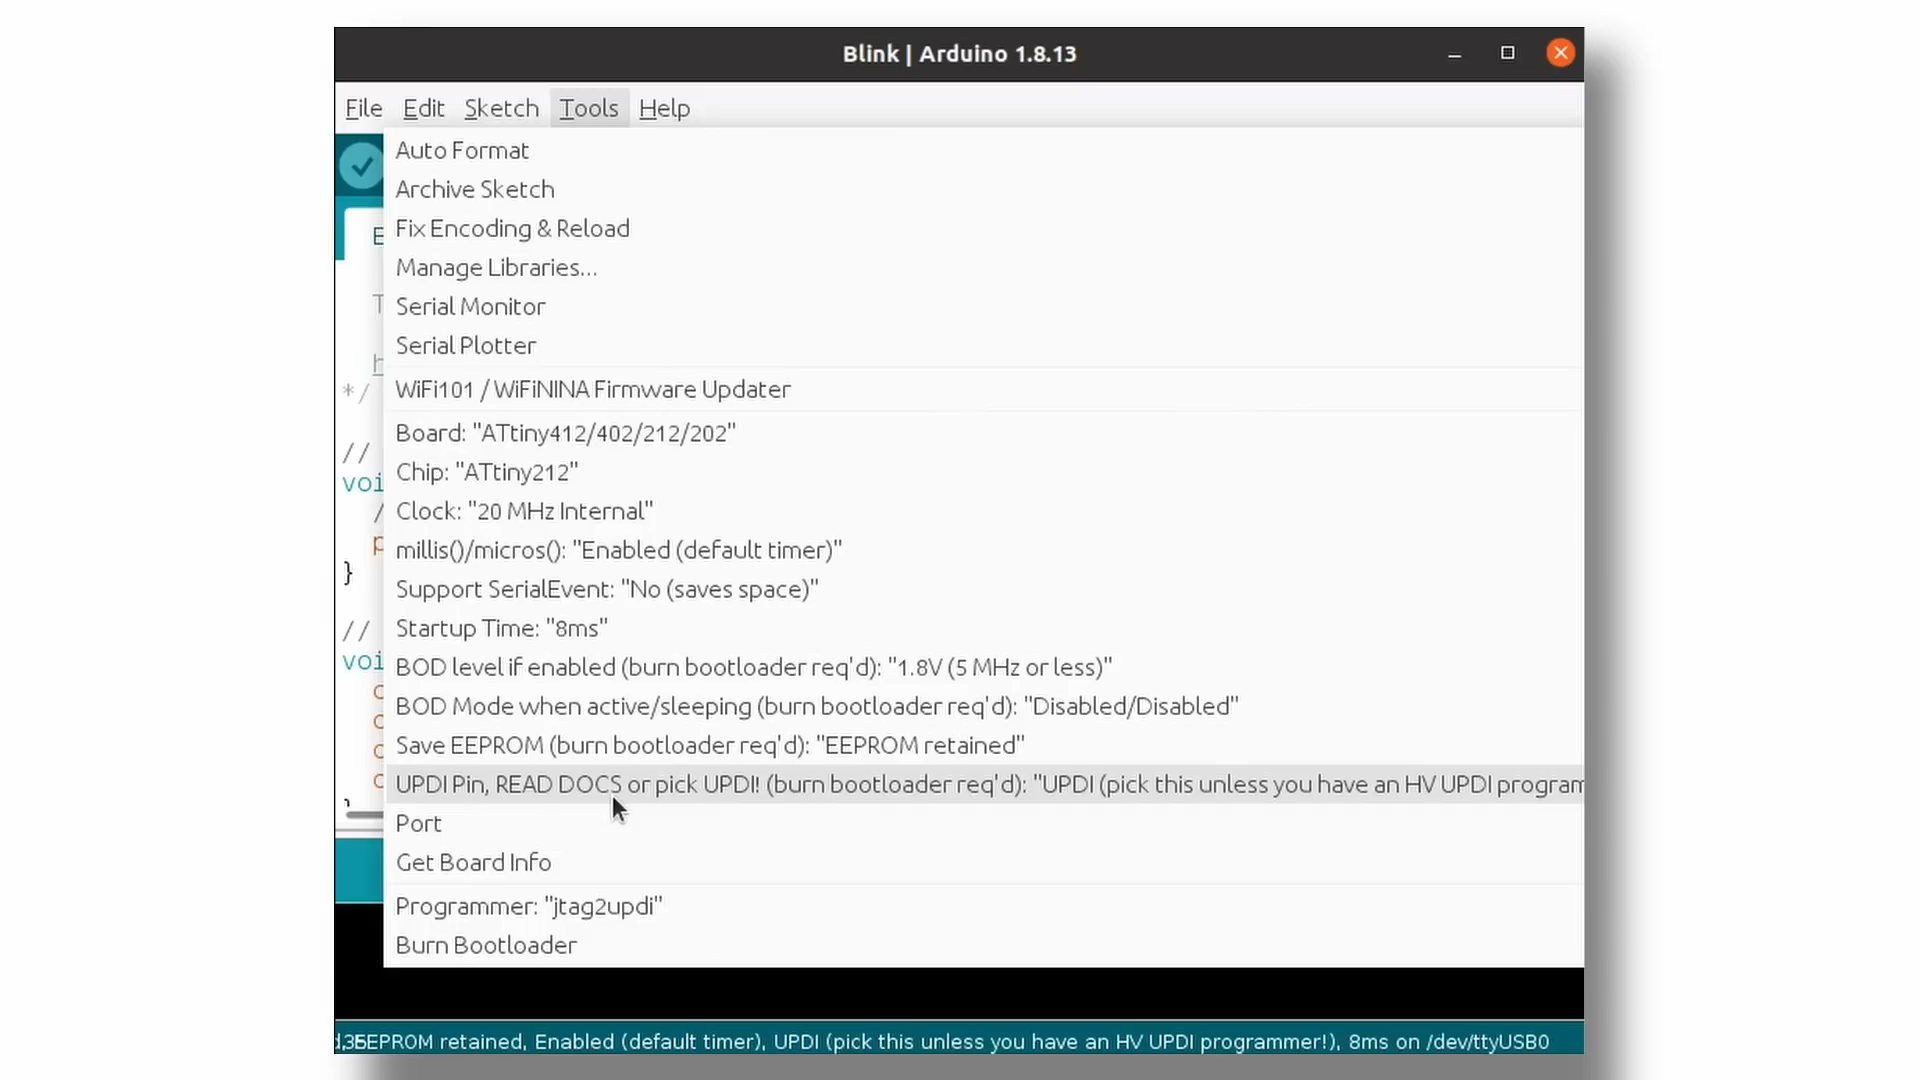 Blink | Arduino 1.8.13
File Edit Sketch Tools Help
Auto Format
Archive Sketch
Fix Encoding & Reload
Manage Libraries...
Serial Monitor
Serial Plotter
*/
WiFi101 / WiFiNINA Firmware Updater
Board: "ATtiny412/402/212/202"
//
Chip: "ATtiny212"
voi
Clock: "20 MHz Internal"
/
millis()/micros(): "Enabled (default timer)"
}
Support SerialEvent: "No (saves space)"
Startup Time: "8ms"
//
BOD level if enabled (burn bootloader req'd): "1.8V (5 MHz or less)"
voi
BOD Mode when active/sleeping (burn bootloader req'd): "Disabled/Disabled"
Save EEPROM (burn bootloader req'd): "EEPROM retained"
UPDI Pin, READ DOCS or pick UPDI! (burn bootloader req'd): "UPDI (pick this unless you have an HV UPDI program
Port
Get Board Info
Programmer: "jtag2updi"
Burn Bootloader
EEPROM retained, Enabled (default timer), UPDI (pick this unless you have an HV UPDI programmer!), 8ms on /dev/ttyUSB0